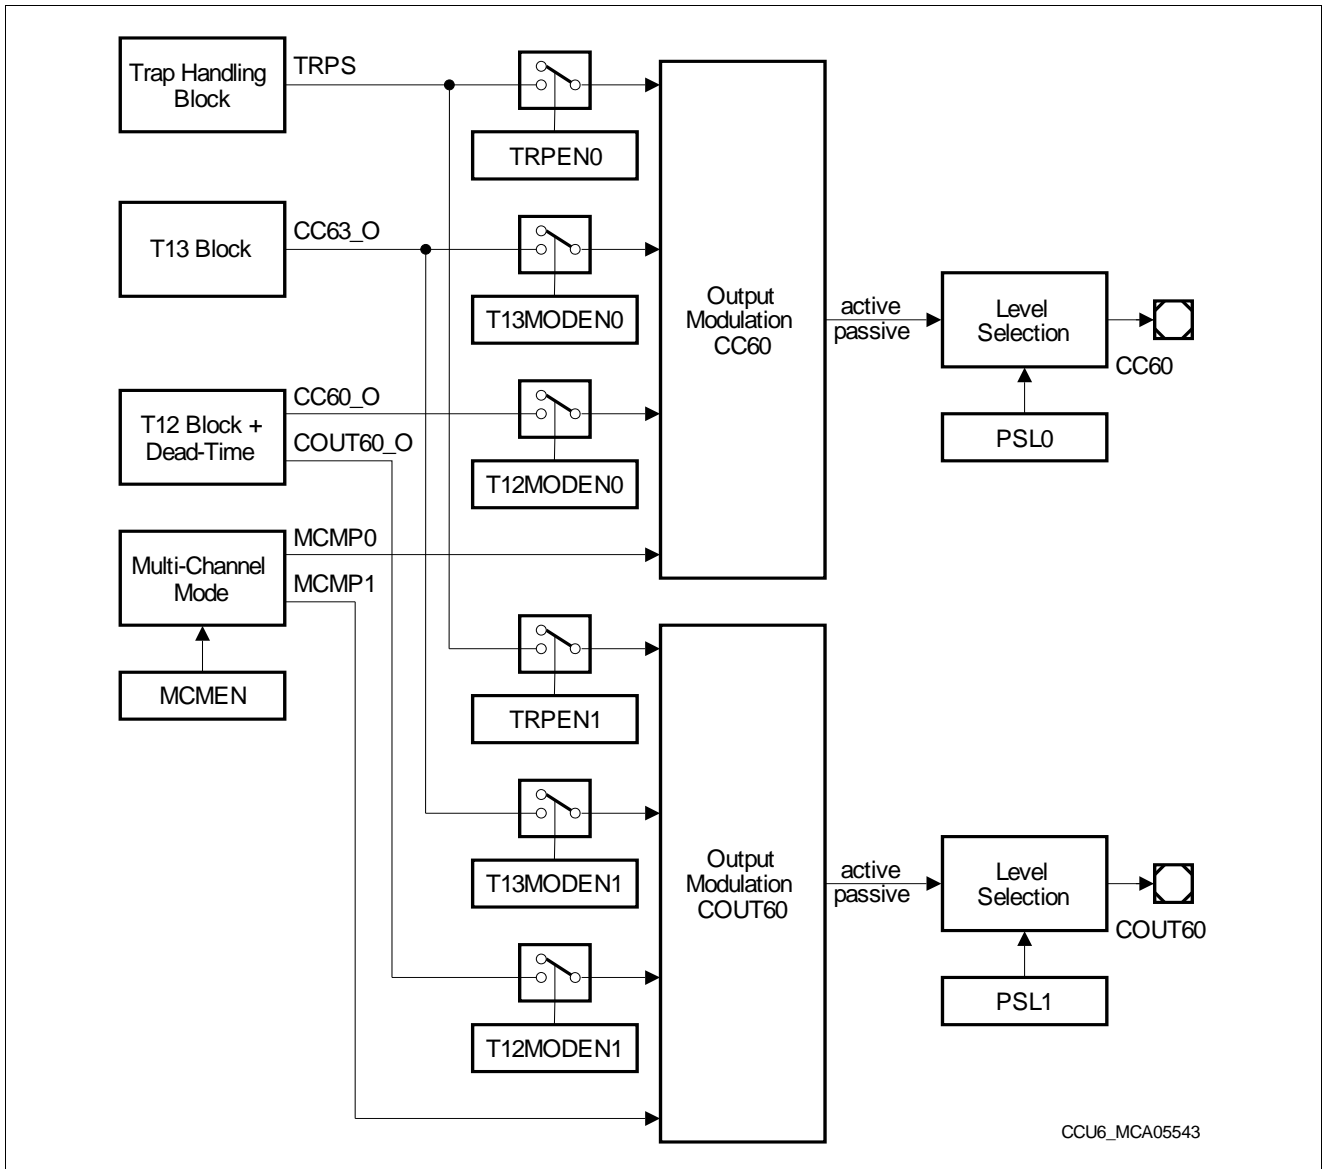 Trap Handling
Block
TRPS
TRPEN0
T13 Block
CC63_O
T13MODEN0
T12 Block +
Dead-Time
CC60_O
COUT60_O
T12MODEN0
Multi-Channel
Mode
MCMP0
MCMP1
MCMEN
Output
Modulation
CC60
active
passive
Level
Selection
CC60
PSL0
TRPEN1
T13MODEN1
T12MODEN1
Output
Modulation
COUT60
active
passive
Level
Selection
COUT60
PSL1
CCU6_MCA05543